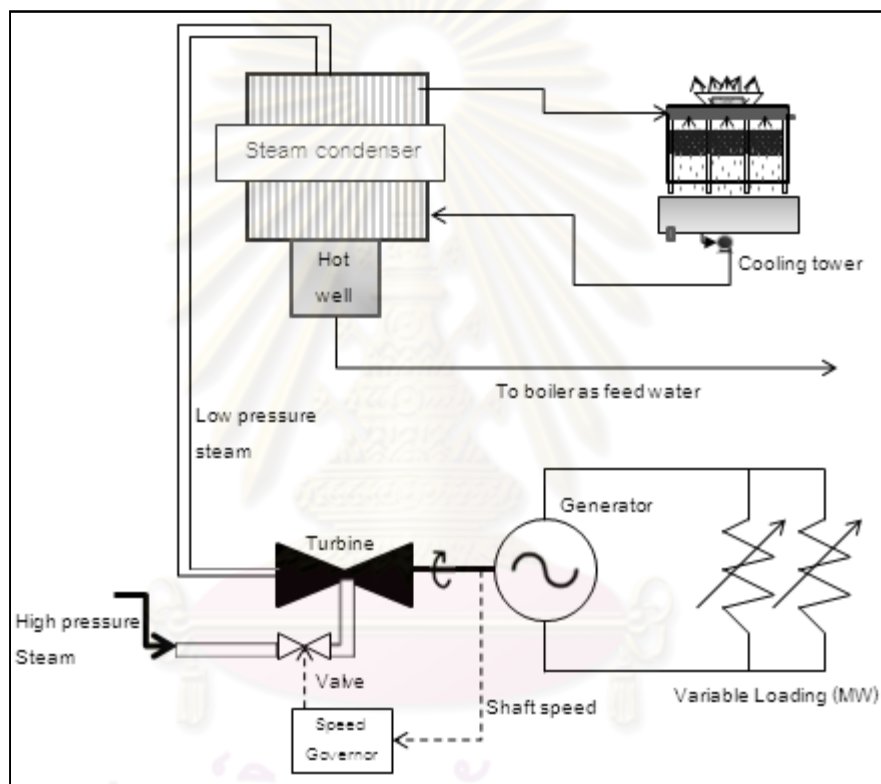 Steam condenser
Hot
well
Cooling tower
To boiler as feed water
Low pressure
steam
Generator
Turbine
High pressure
Steam
Valve
Shaft speed
Variable Loading (MW)
Speed
Governor